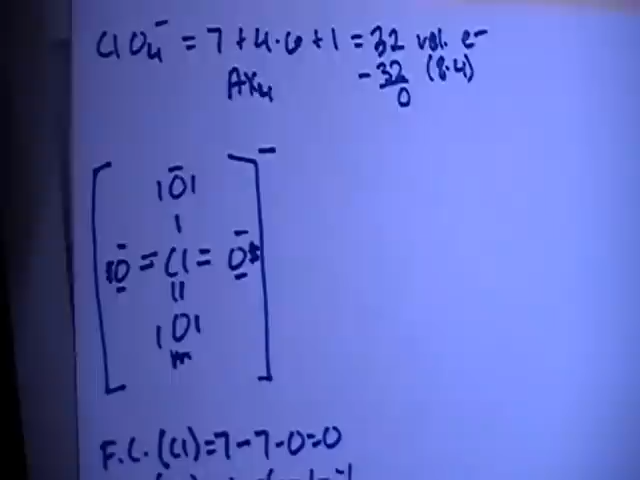 ClO₄⁻ = 7 + 4·6 + 1 = 32 val. e⁻
AX₄ - 32 (8·4)
0
[ |O| ]⁻
|
O = Cl = O
||
|O|
F.C. (Cl) = 7 - 7 - 0 = 0